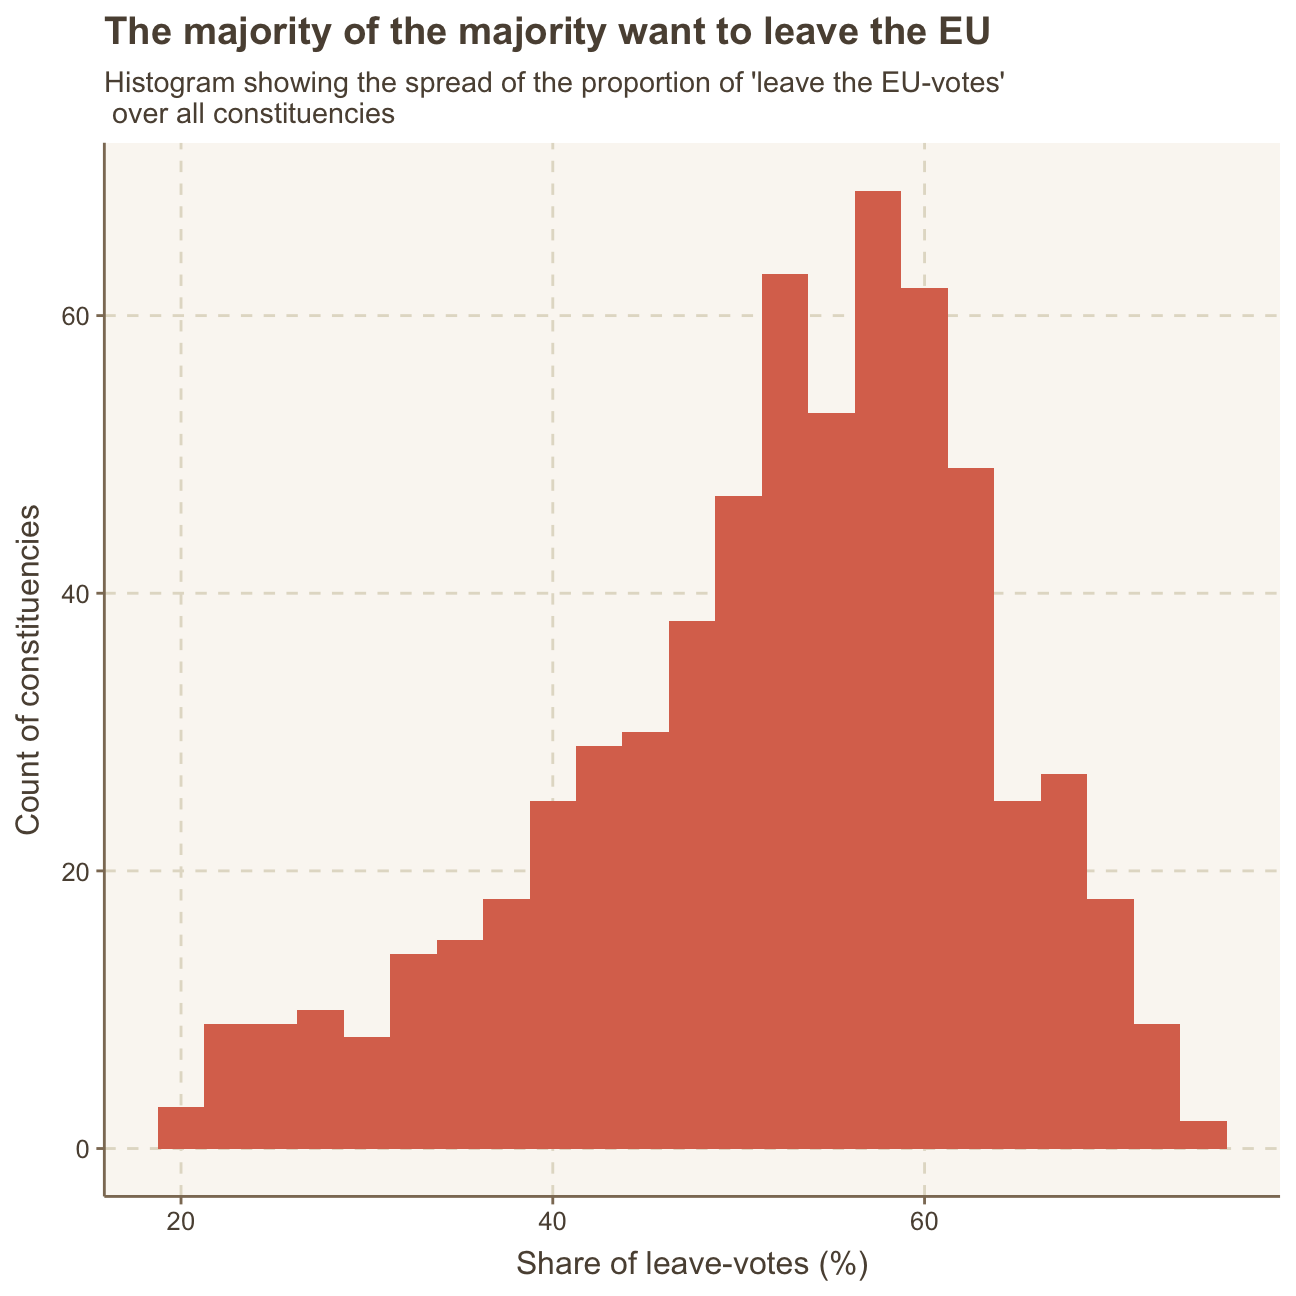 The majority of the majority want to leave the EU
Histogram showing the spread of the proportion of 'leave the EU-votes'
over all constituencies
Count of constituencies
60
40
20
0
20
40
60
Share of leave-votes (%)